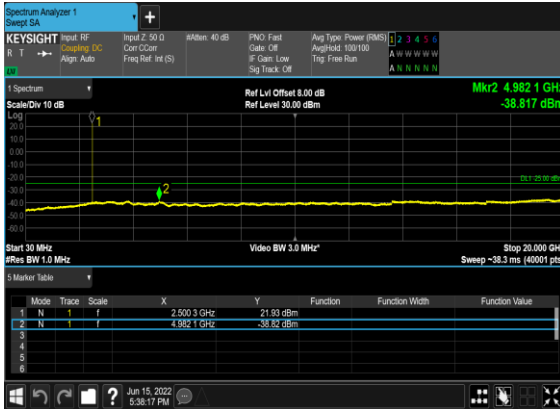 Spectrum Analyzer 1
Swept SA
KEYSIGHT Input: RF Input Z: 50 Ω #Atten: 40 dB PNO: Fast Avg Type: Power (RMS) 1 2 3 4 5 6
R T Coupling: DC Corr CCorr Gate: Off Avg|Hold: 100/100 A W W W W W
Align: Auto Freq Ref: Int (S) IF Gain: Low Trig: Free Run
Sig Track: Off A N N N N N
1 Spectrum
Ref Lvl Offset 8.00 dB Mkr2 4.982 1 GHz
Scale/Div 10 dB Ref Level 30.00 dBm -38.817 dBm
Log
20.0
10.0
0.00
-10.0
-20.0
-30.0
-40.0
-50.0
-60.0
1
2
Start 30 MHz Video BW 3.0 MHz* Stop 20.000 GHz
#Res BW 1.0 MHz Sweep ~38.3 ms (40001 pts)
5 Marker Table
Mode Trace Scale X Y Function Function Width Function Value
1 N 1 f 2.500 3 GHz 21.93 dBm
2 N 1 f 4.982 1 GHz -38.82 dBm
3
4
5
6
Jun 15, 2022
5:38:17 PM